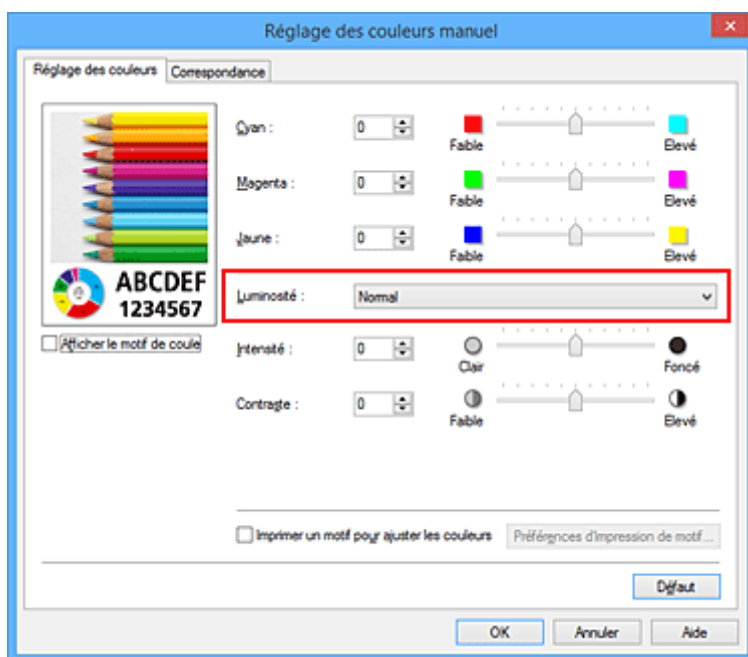 Réglage des couleurs manuel
Réglage des couleurs Correspondance
Cyan : 0 Faible Elevé
Magenta : 0 Faible Elevé
Jaune : 0 Faible Elevé
ABCDEF
1234567
Luminosité : Normal
Afficher le motif de coule
Intensité : 0 Clair Foncé
Contraste : 0 Faible Elevé
Imprimer un motif pour ajuster les couleurs Préférences d'impression de motif...
Défaut
OK Annuler Aide